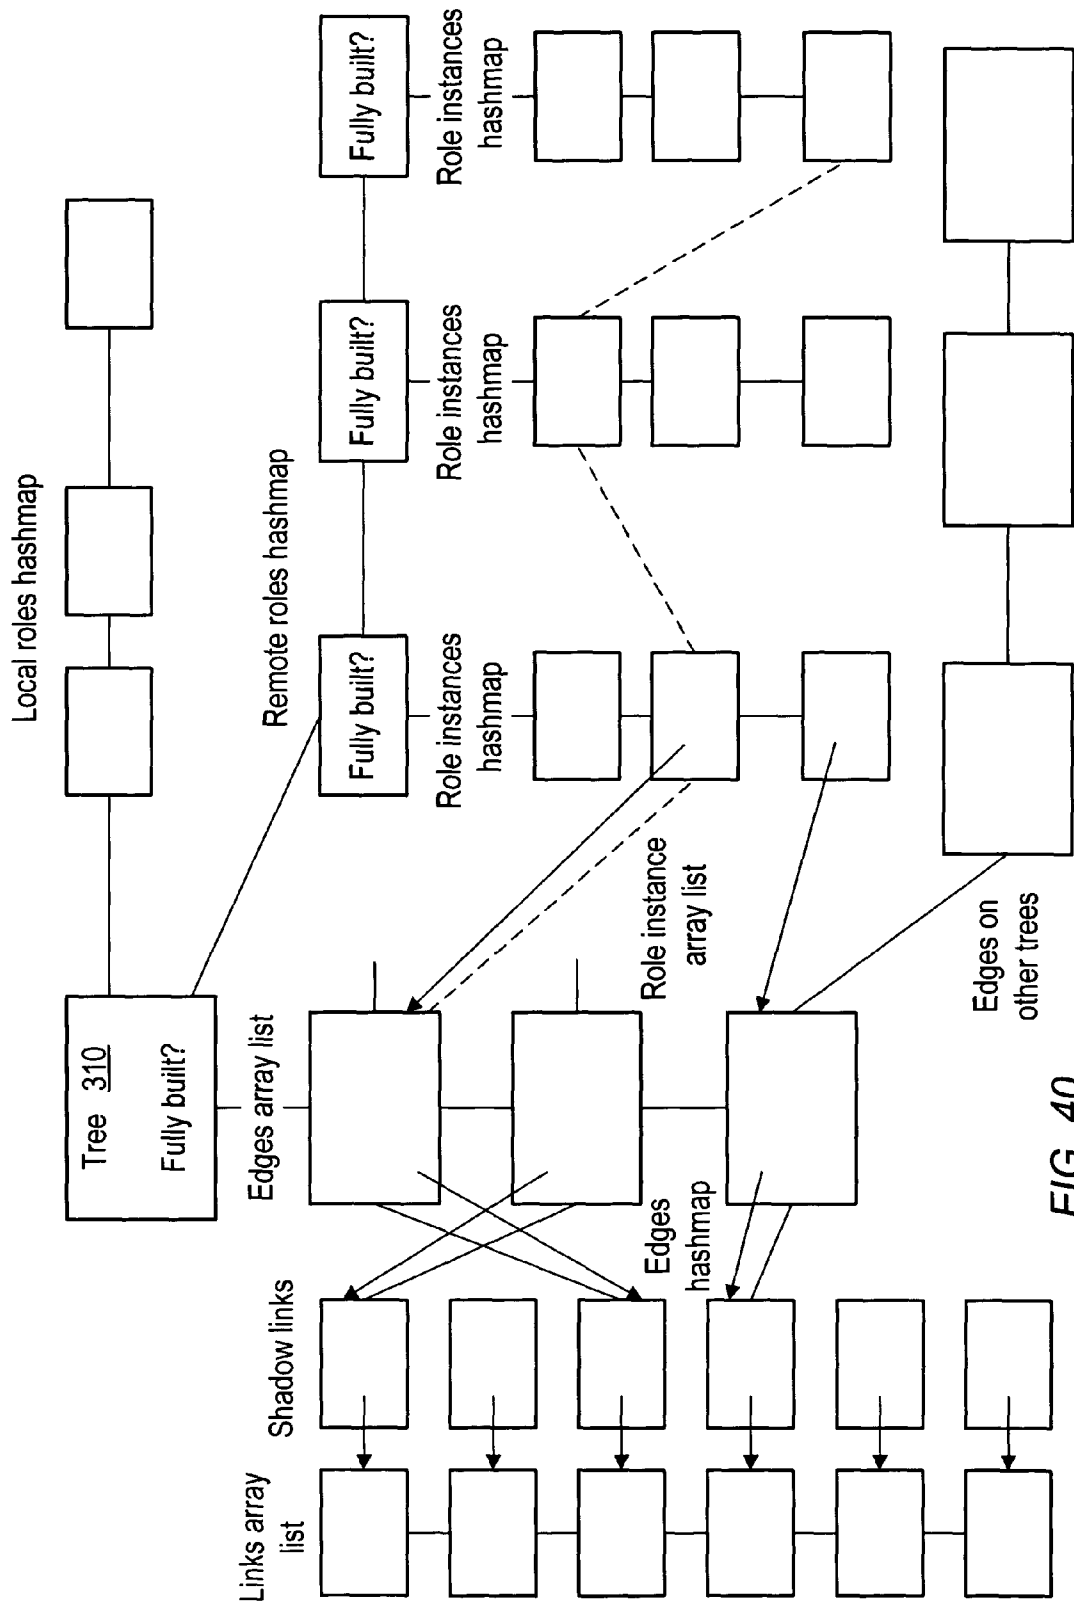 Local roles hashmap
Tree 310
Fully built?
Remote roles hashmap
Edges array list
Fully built?
Fully built?
Fully built?
Links array
list
Shadow links
Role instances
hashmap
Role instances
hashmap
Role instances
hashmap
Edges
hashmap
Role instance
array list
Edges on
other trees
FIG. 40